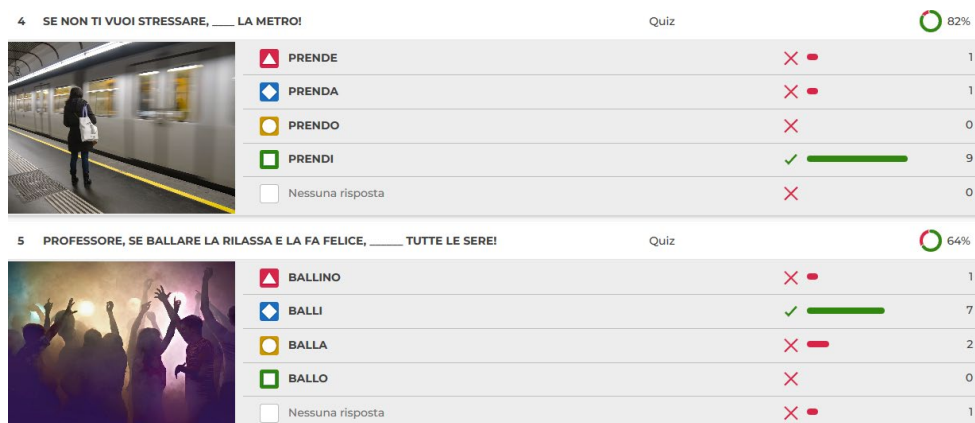 4 SE NON TI VUOI STRESSARE, ____ LA METRO! Quiz 82%
PRENDE 1
PRENDA 1
PRENDO 0
PRENDI 9
Nessuna risposta 0
5 PROFESSORE, SE BALLARE LA RILASSA E LA FA FELICE, ______ TUTTE LE SERE! Quiz 64%
BALLINO 1
BALLI 7
BALLA 2
BALLO 0
Nessuna risposta 1